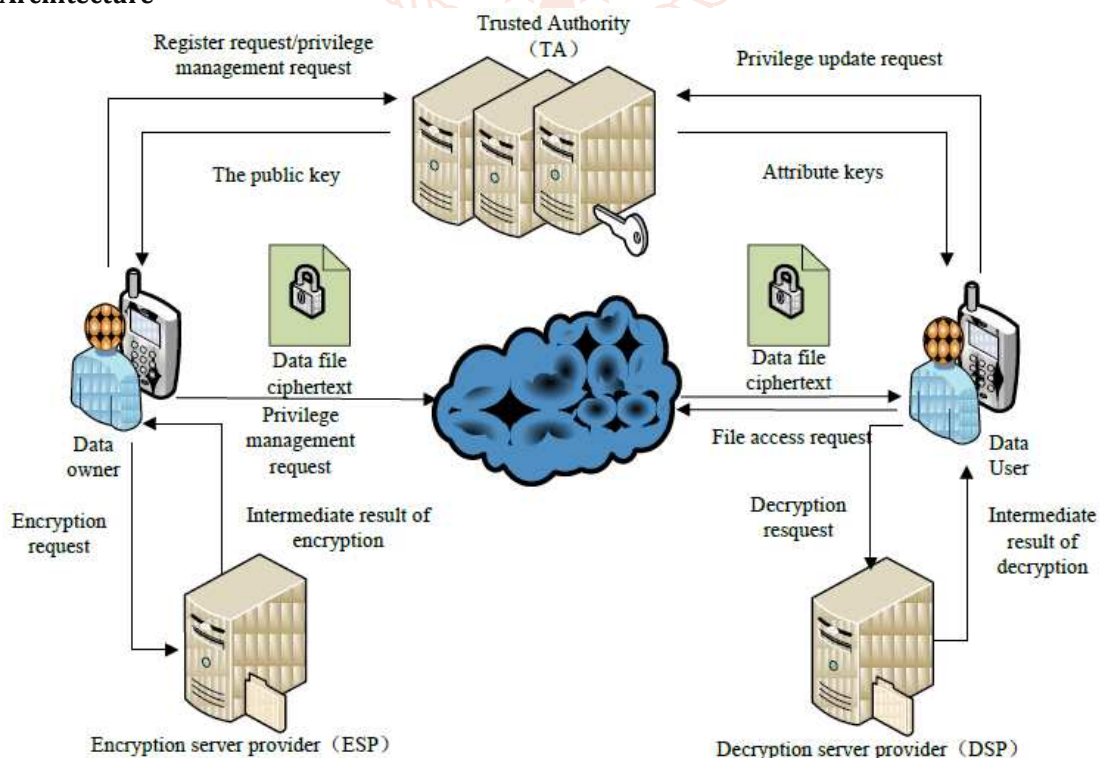 Architecture
Trusted Authority
（TA）
Register request/privilege
management request
Privilege update request
The public key
Attribute keys
Data file
ciphertext
Privilege
management
request
Data file
ciphertext
File access request
Data
owner
Data
User
Encryption
request
Intermediate result of
encryption
Decryption
resquest
Intermediate
result of
decryption
Encryption server provider（ESP）
Decryption server provider（DSP）